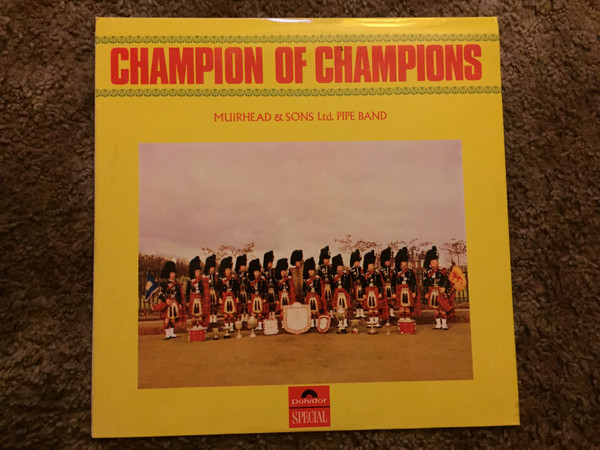 CHAMPION OF CHAMPIONS
MUIRHEAD & SONS Ltd. PIPE BAND
Polydor
SPECIAL